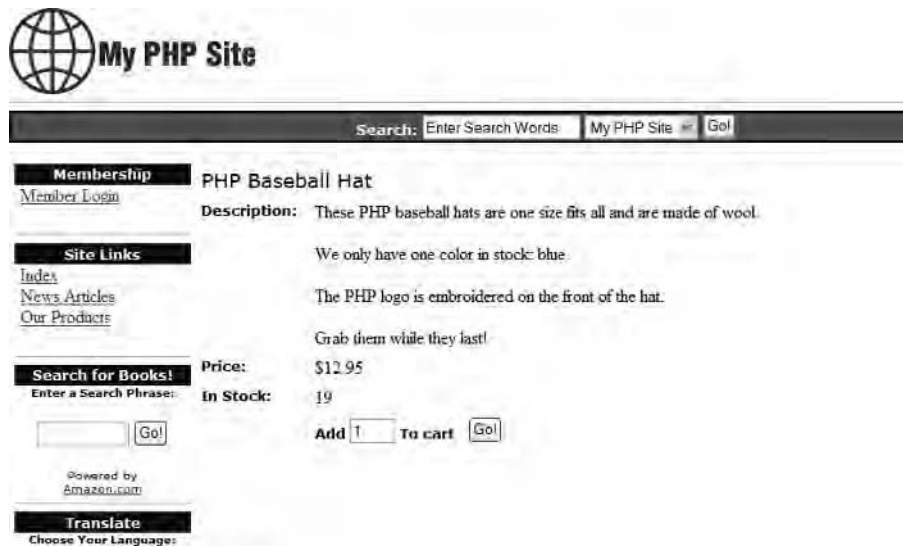 My PHP Site
Search: Enter Search Words My PHP Site Go!
Membership
Member Login
Site Links
Index
News Articles
Our Products
Search for Books!
Enter a Search Phrase:
Go!
Powered by
Amazon.com
Translate
Choose Your Language:
PHP Baseball Hat
Description: These PHP baseball hats are one size fits all and are made of wool.
We only have one color in stock: blue.
The PHP logo is embroidered on the front of the hat.
Grab them while they last!
Price: $12.95
In Stock: 19
Add 1 To cart Go!